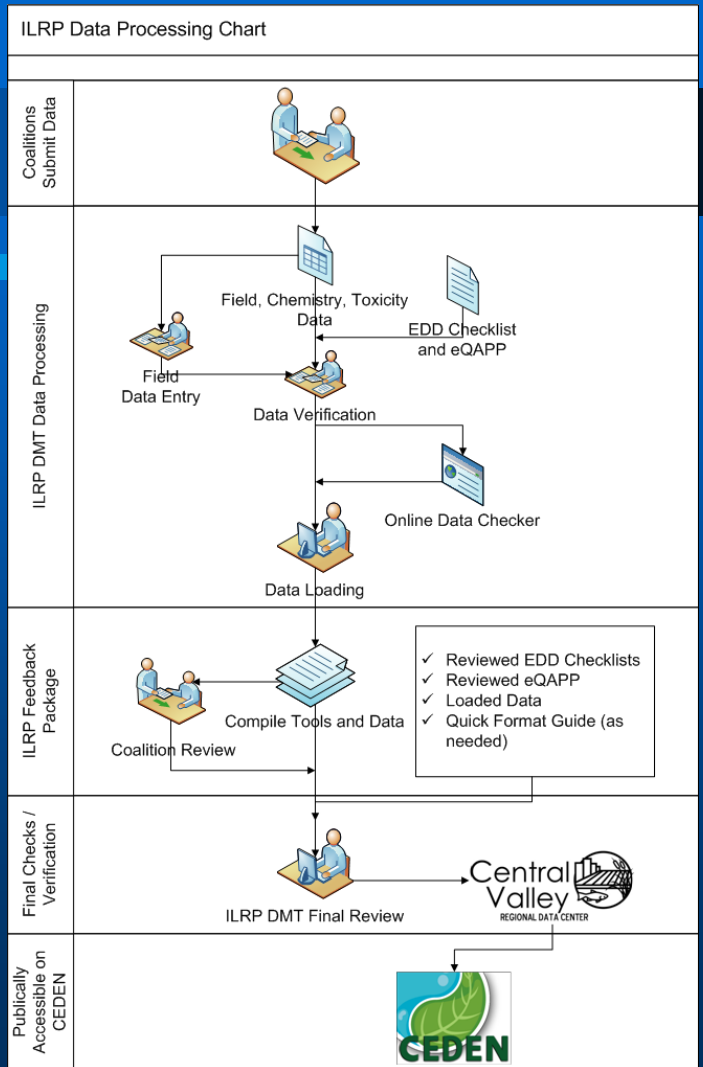 ILRP Data Processing Chart
Coalitions
Submit Data
ILRP DMT Data Processing
Field, Chemistry, Toxicity
Data
EDD Checklist
and eQAPP
Field
Data Entry
Data Verification
Online Data Checker
Data Loading
ILRP Feedback
Package
Compile Tools and Data
Coalition Review
✓ Reviewed EDD Checklists
✓ Reviewed eQAPP
✓ Loaded Data
✓ Quick Format Guide (as
needed)
Final Checks /
Verification
ILRP DMT Final Review
Central
Valley
REGIONAL DATA CENTER
Publically
Accessible on
CEDEN
CEDEN